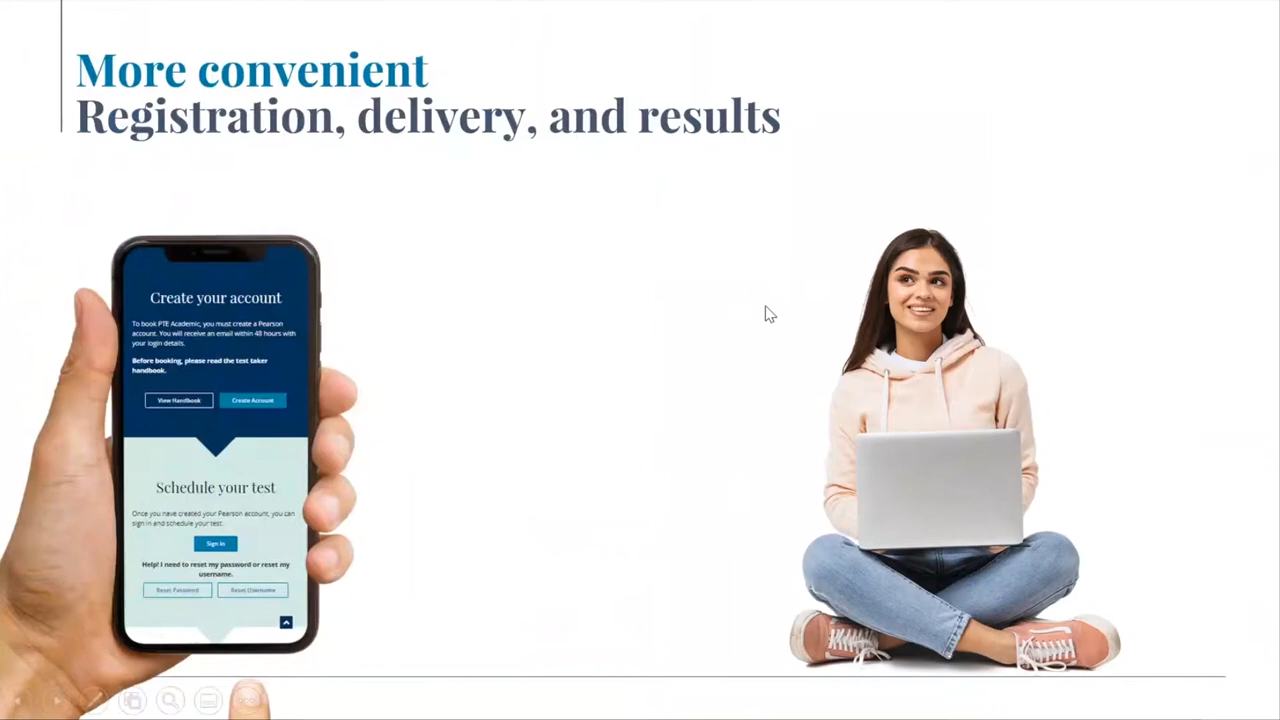 More convenient
Registration, delivery, and results
Create your account
To book PTE Academic, you must create a Pearson
account. You will receive an email within 48 hours with
your login details.
Before booking, please read the test taker
handbook.
View Handbook
Create Account
Schedule your test
Once you have created your Pearson account, you can
sign in and schedule your test.
Sign in
Help! I need to reset my password or reset my
username.
Reset Password
Reset Username